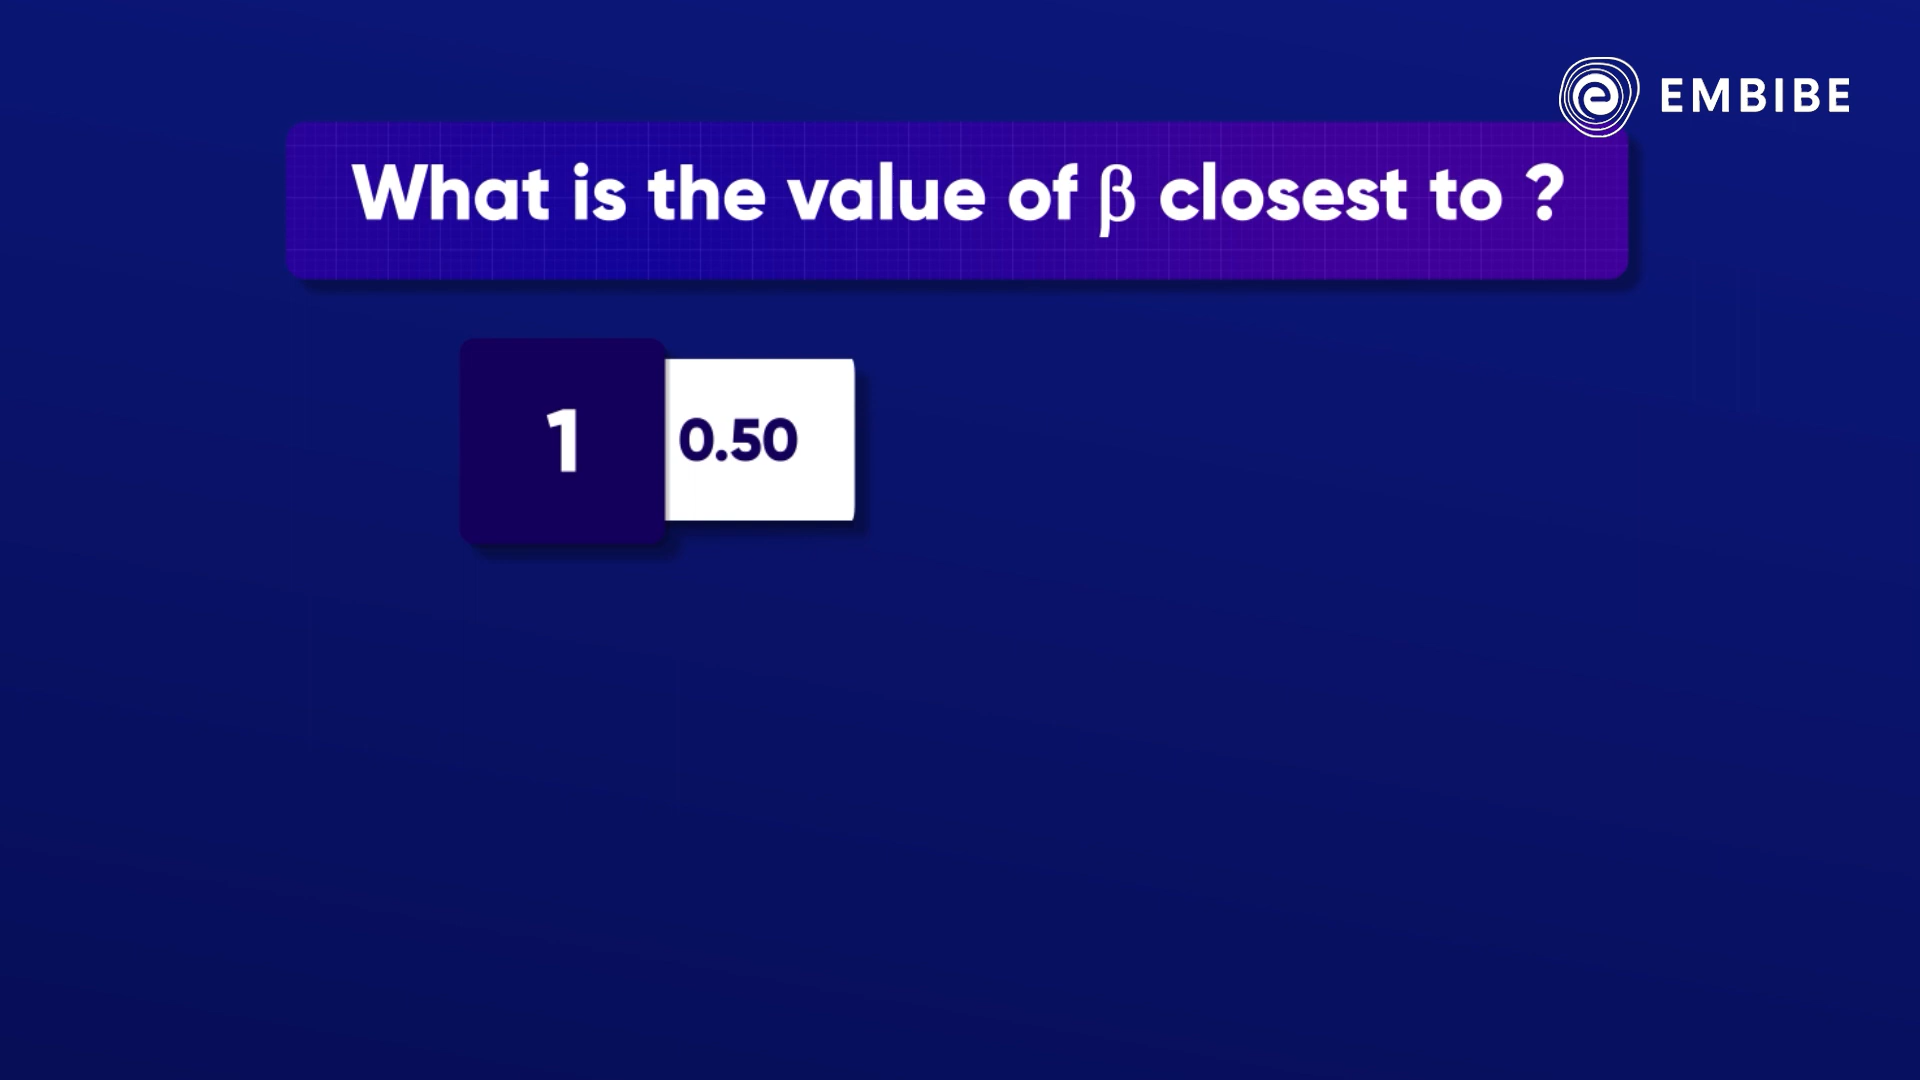 EMBIBE
What is the value of β closest to ?
1
0.50